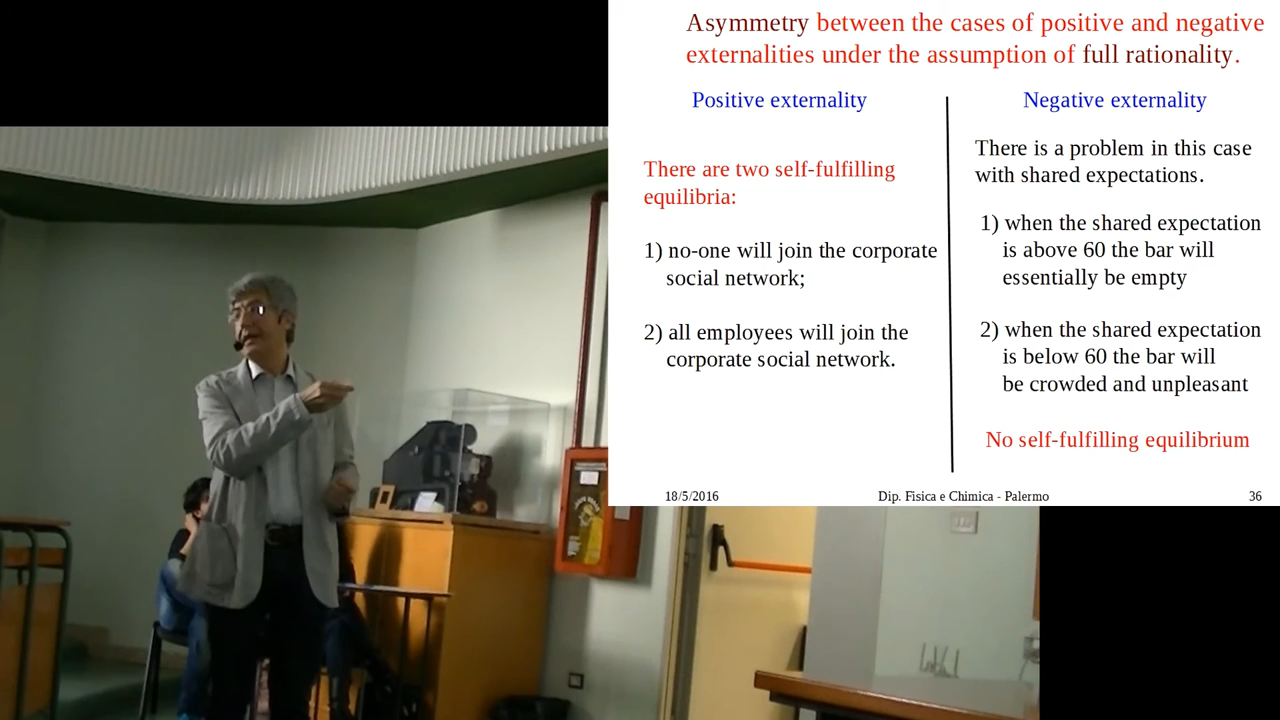 Asymmetry between the cases of positive and negative
externalities under the assumption of full rationality.
Positive externality
There are two self-fulfilling
equilibria:
1) no-one will join the corporate
social network;
2) all employees will join the
corporate social network.
Negative externality
There is a problem in this case
with shared expectations.
1) when the shared expectation
is above 60 the bar will
essentially be empty
2) when the shared expectation
is below 60 the bar will
be crowded and unpleasant
No self-fulfilling equilibrium
18/5/2016
Dip. Fisica e Chimica - Palermo
36